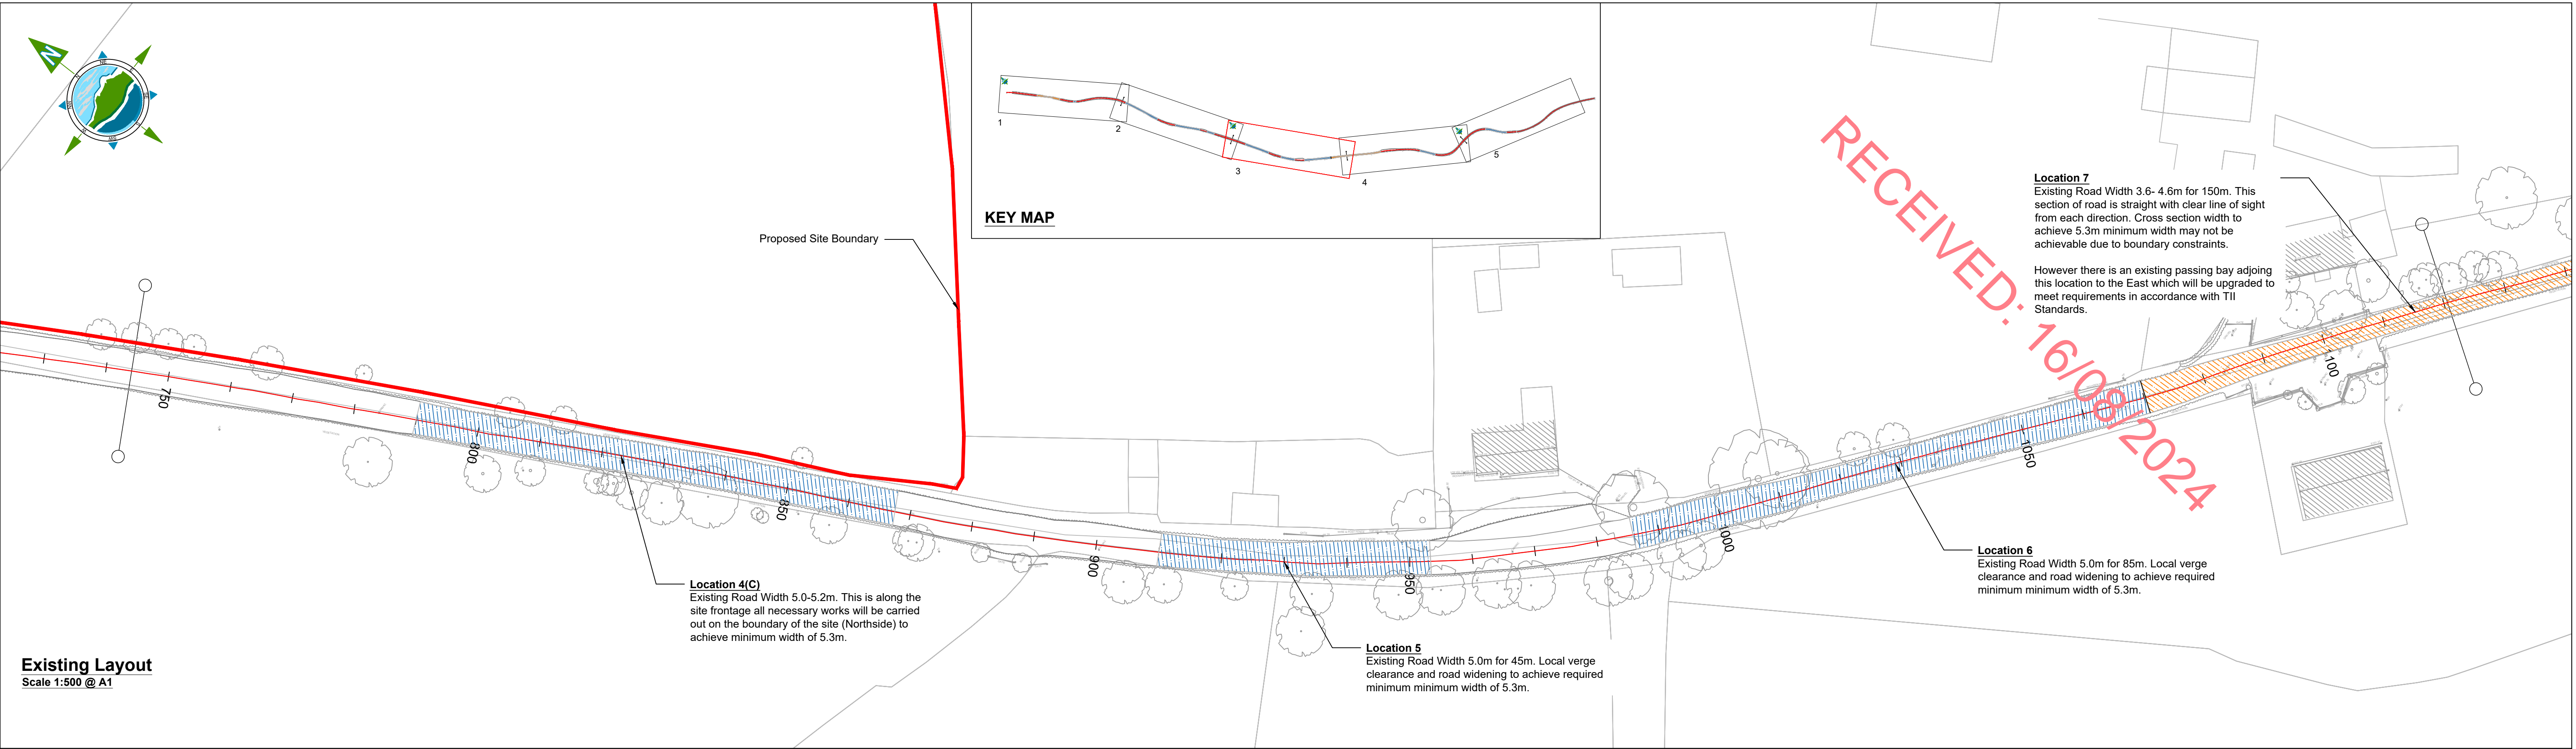 N
KEY MAP
1
2
3
4
5
Proposed Site Boundary
RECEIVED: 16/08/2024
Location 7
Existing Road Width 3.6- 4.6m for 150m. This
section of road is straight with clear line of sight
from each direction. Cross section width to
achieve 5.3m minimum width may not be
achievable due to boundary constraints.
However there is an existing passing bay adjoing
this location to the East which will be upgraded to
meet requirements in accordance with TII
Standards.
750
800
850
900
950
1000
1050
1100
Location 4(C)
Existing Road Width 5.0-5.2m. This is along the
site frontage all necessary works will be carried
out on the boundary of the site (Northside) to
achieve minimum width of 5.3m.
Location 5
Existing Road Width 5.0m for 45m. Local verge
clearance and road widening to achieve required
minimum minimum width of 5.3m.
Location 6
Existing Road Width 5.0m for 85m. Local verge
clearance and road widening to achieve required
minimum minimum width of 5.3m.
Existing Layout
Scale 1:500 @ A1